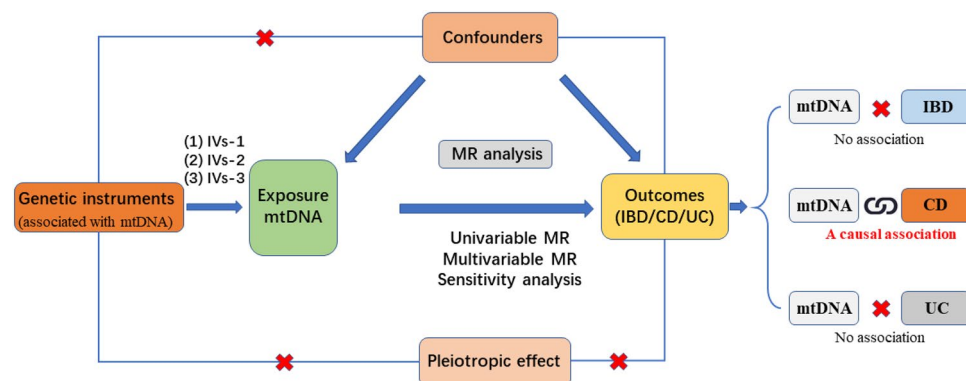 Confounders
(1) IVs-1
(2) IVs-2
(3) IVs-3
Genetic instruments
(associated with mtDNA)
Exposure
mtDNA
MR analysis
Univariable MR
Multivariable MR
Sensitivity analysis
Outcomes
(IBD/CD/UC)
Pleiotropic effect
mtDNA
IBD
No association
mtDNA
CD
A causal association
mtDNA
UC
No association